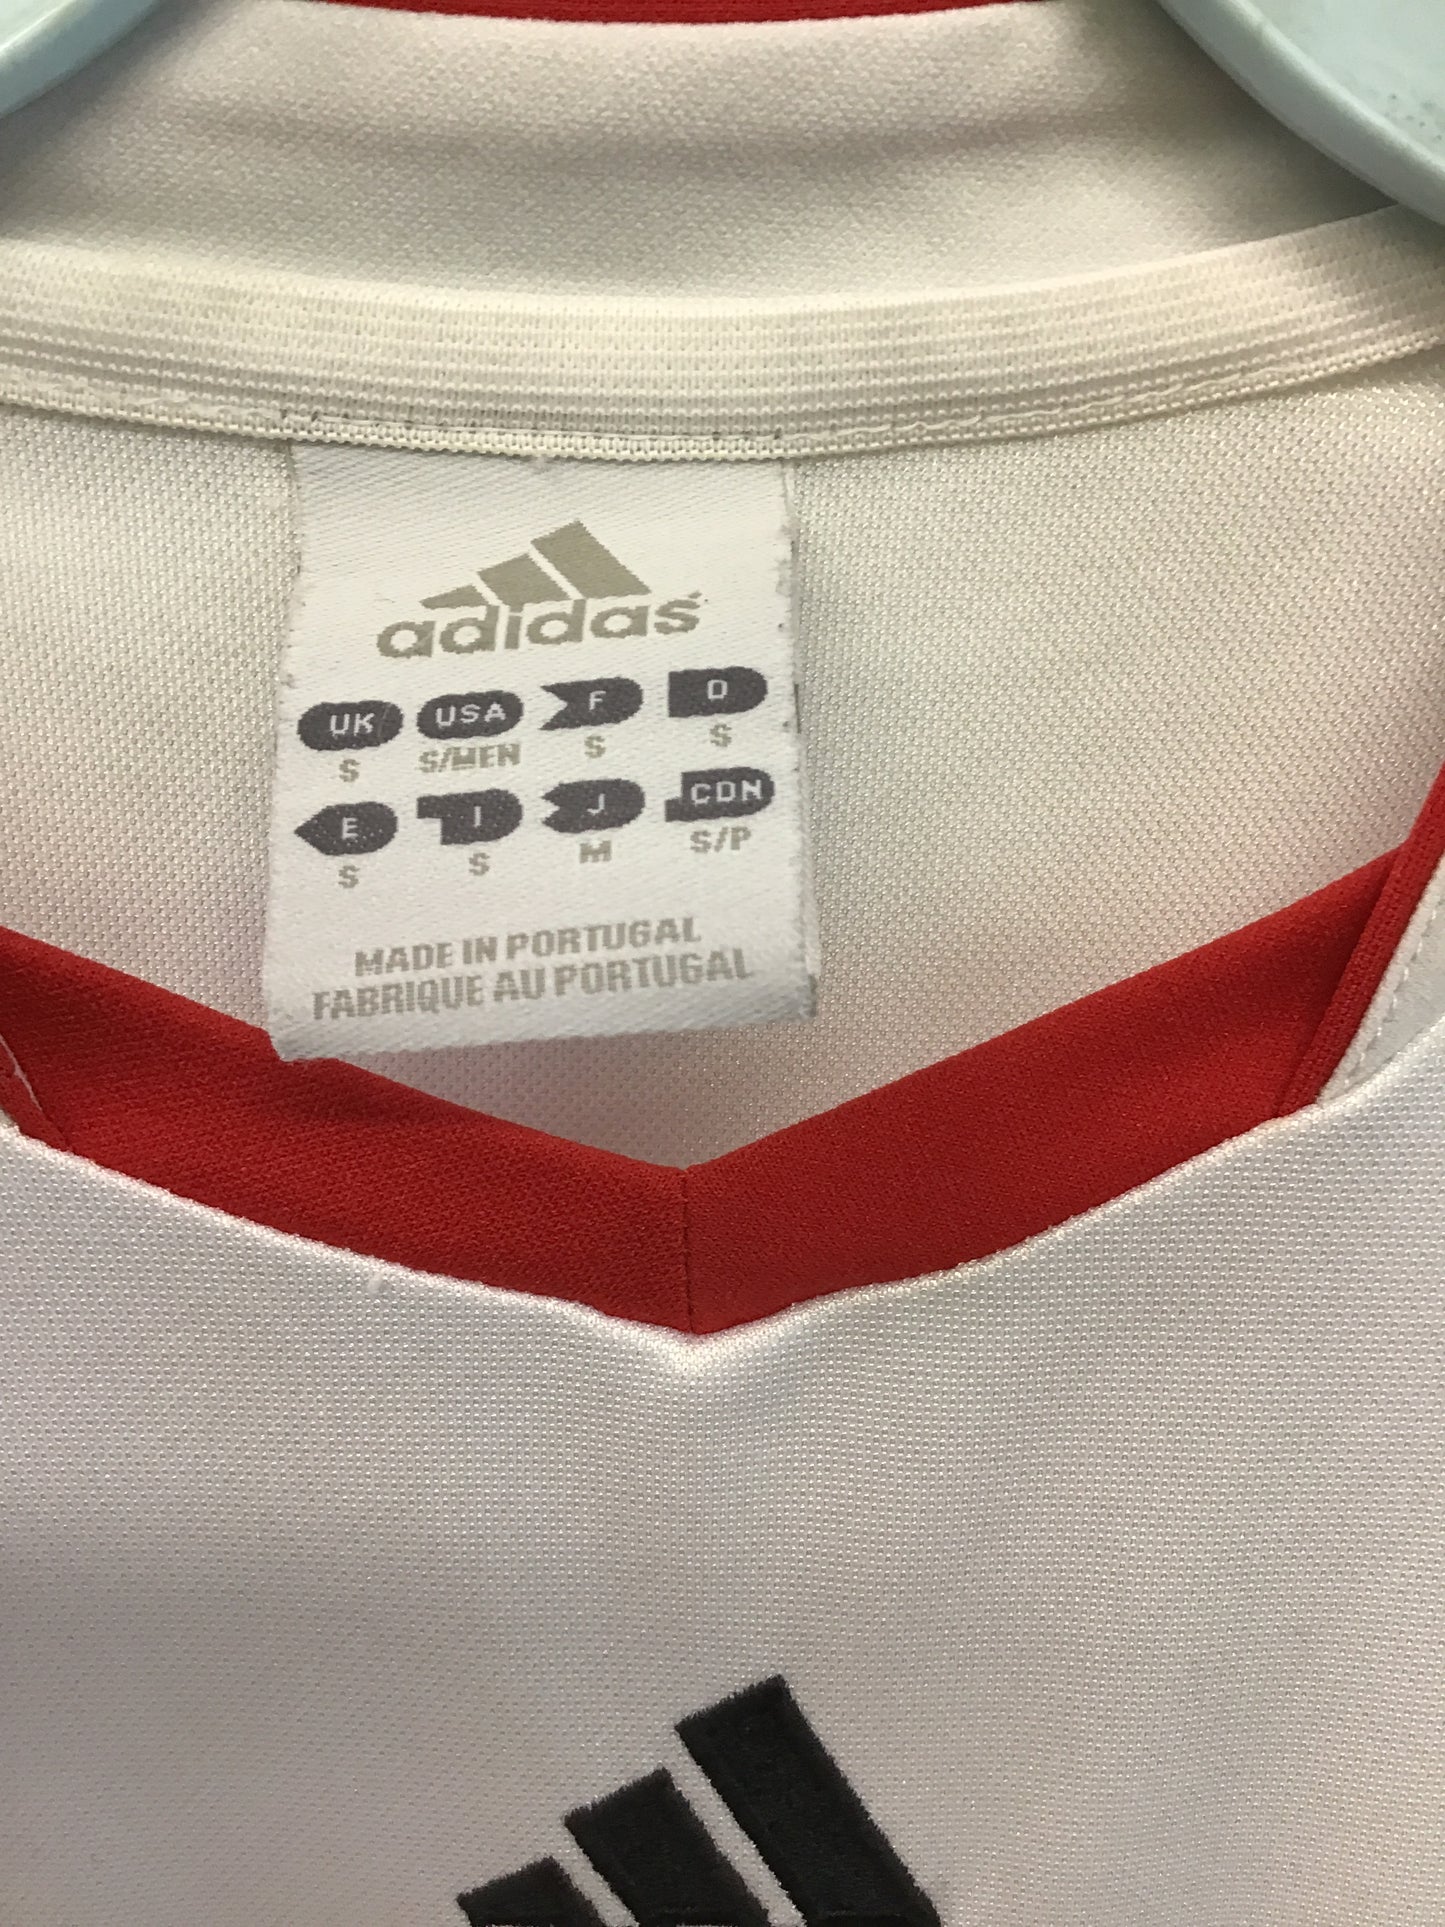 adidas
UK USA F D
S S/MEN S S
E I J CDN
S S M S/P
MADE IN PORTUGAL
FABRIQUE AU PORTUGAL